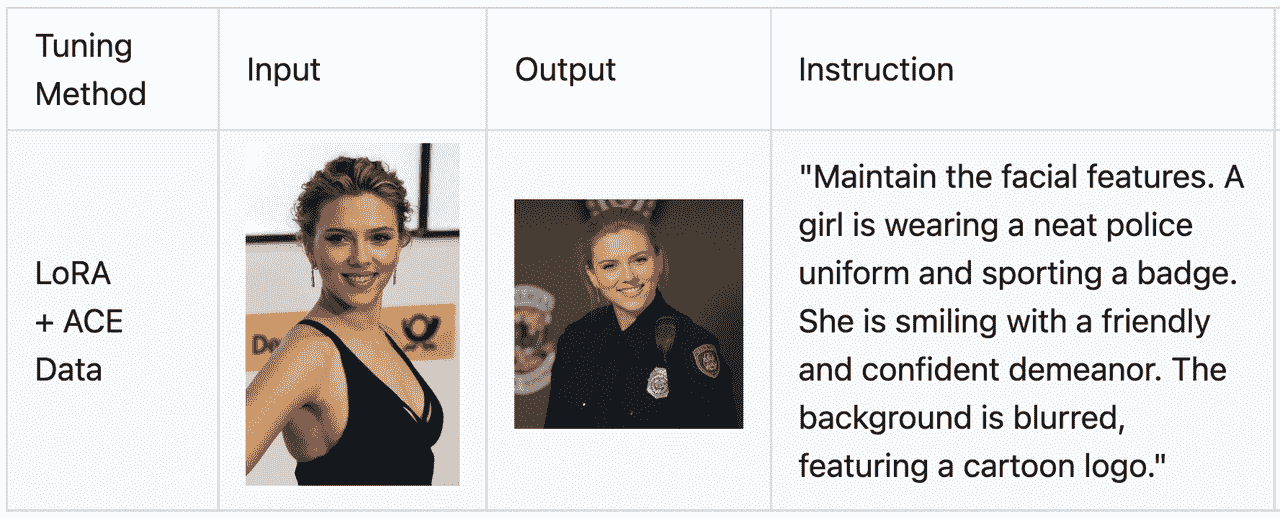 Tuning
Method
Input
Output
Instruction
LoRA
+ ACE
Data
De
"Maintain the facial features. A
girl is wearing a neat police
uniform and sporting a badge.
She is smiling with a friendly
and confident demeanor. The
background is blurred,
featuring a cartoon logo."